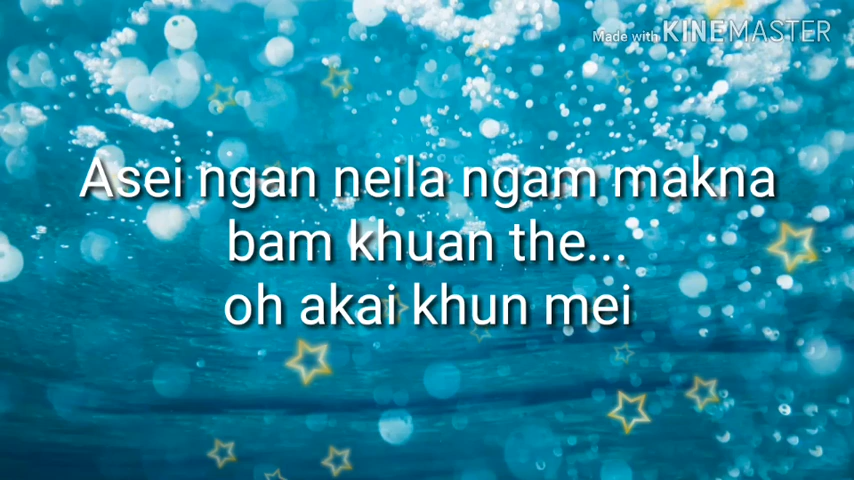 Made with KINEMASTER
Asei ngan neila ngam makna
bam khuan the...
oh akai khun mei